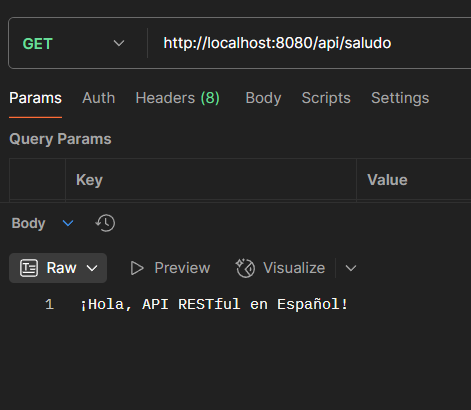 GET http://localhost:8080/api/saludo
Params Auth Headers (8) Body Scripts Settings
Query Params
Key Value
Body
Raw Preview Visualize
1 ¡Hola, API RESTful en Español!